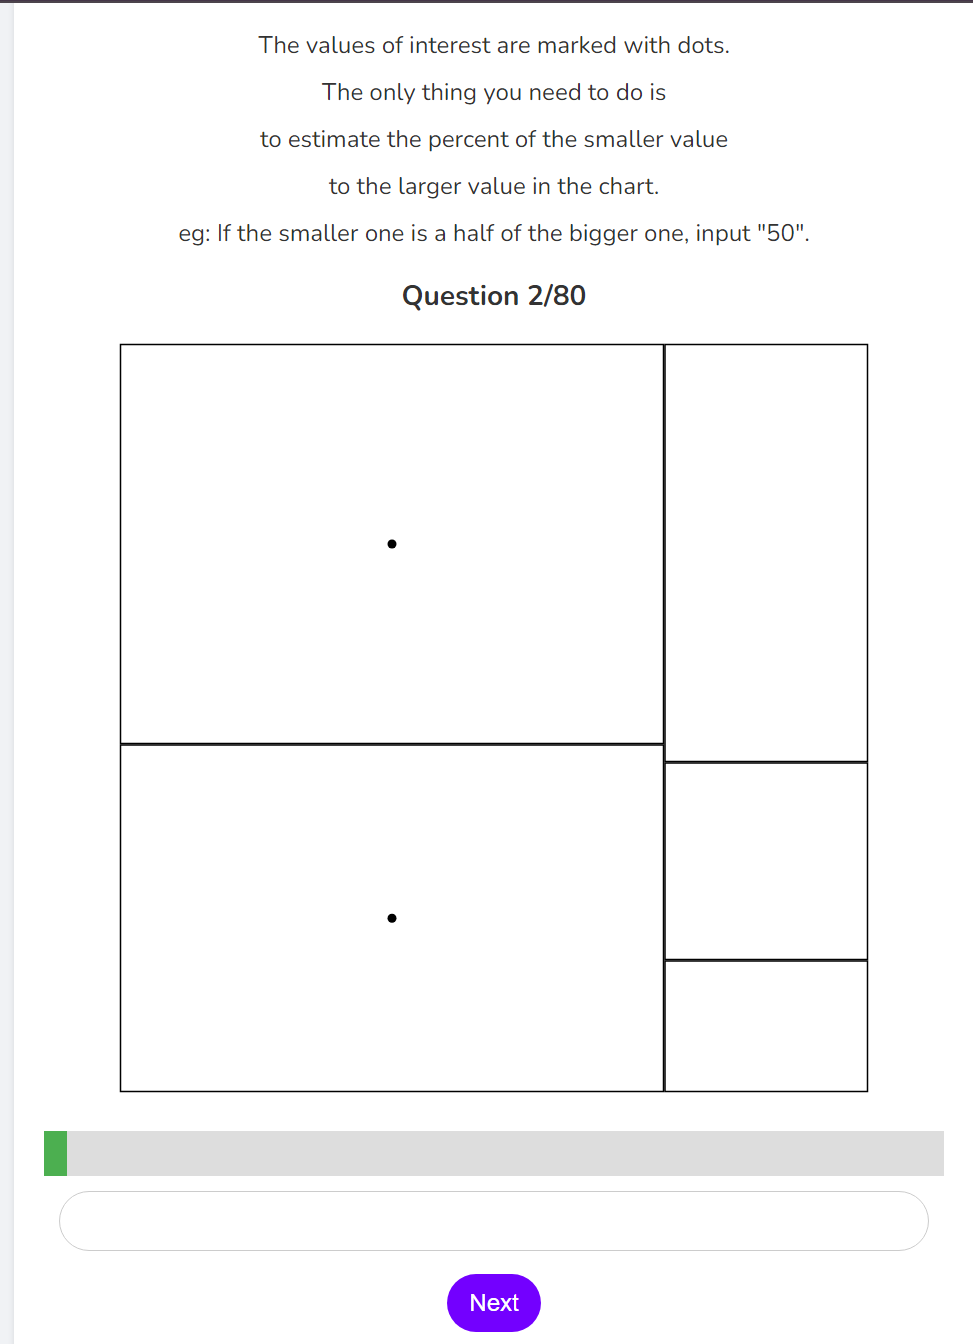 The values of interest are marked with dots.
The only thing you need to do is
to estimate the percent of the smaller value
to the larger value in the chart.
eg: If the smaller one is a half of the bigger one, input "50".
Question 2/80
Next